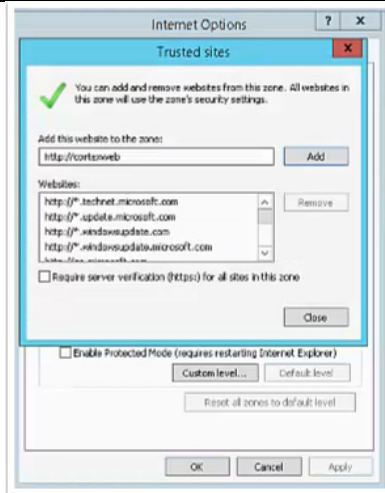 Internet Options
?
x
Trusted sites
x
You can add and remove websites from this zone. All websites in
this zone will use the zone's security settings.
Add this website to the zone:
http://cortexweb
Add
Websites:
http://*.technet.microsoft.com
Remove
http://*.update.microsoft.com
http://*.windowsupdate.com
http://*.windowsupdate.microsoft.com
Require server verification (https:) for all sites in this zone
Close
Enable Protected Mode (requires restarting Internet Explorer)
Custom level...
Default level
Reset all zones to default level
OK
Cancel
Apply